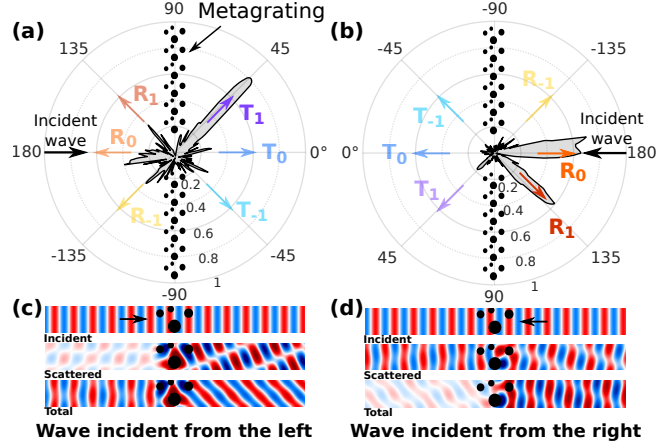 90
Metagrating
-90
(a)
(b)
135
45
-45
-135
R₁
T₁
T₋₁
R₋₁
Incident
wave
R₀
T₀
180
0°
0°
T₀
R₀
Incident
wave
180
R₋₁
T₋₁
T₁
R₁
0.2
0.4
0.6
0.8
1
0.2
0.4
0.6
0.8
1
-135
-45
45
135
-90
90
(c)
(d)
Incident
Scattered
Total
Incident
Scattered
Total
Wave incident from the left
Wave incident from the right